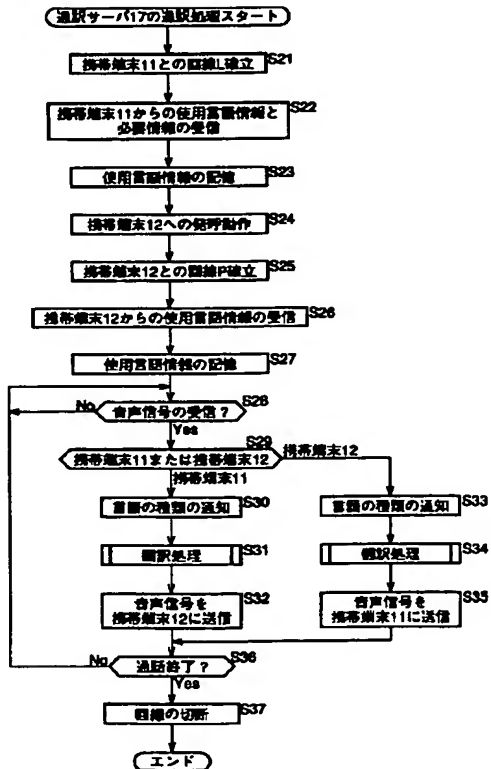 通訳サーバ17の通訳処理スタート
携帯端末11との回線L確立
S21
携帯端末11からの使用言語情報と
必要情報の受信
S22
使用言語情報の記憶
S23
携帯端末12への発呼動作
S24
携帯端末12との回線P確立
S25
携帯端末12からの使用言語情報の受信
S26
使用言語情報の記憶
S27
音声信号の受信?
S28
No
Yes
携帯端末11または携帯端末12
S29
携帯端末12
携帯端末11
言語の種類の通知
S30
言語の種類の通知
S33
翻訳処理
S31
翻訳処理
S34
音声信号を
携帯端末12に送信
S32
音声信号を
携帯端末11に送信
S35
通話終了?
S36
No
Yes
回線の切断
S37
エンド